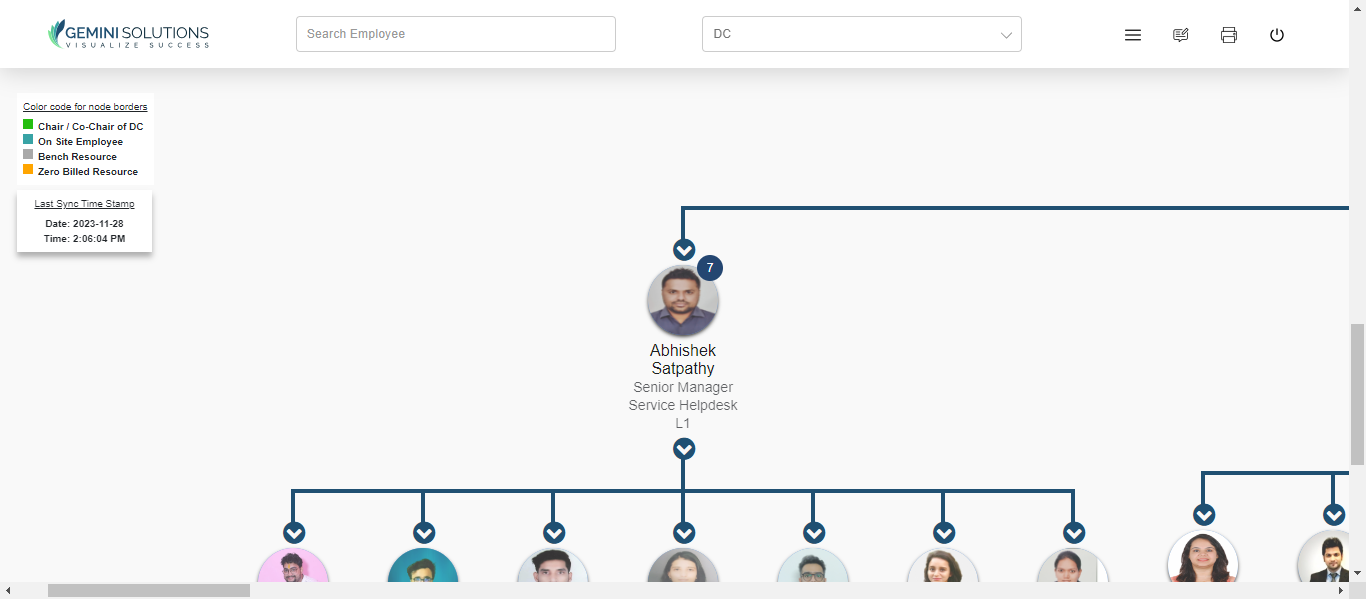 GEMINI SOLUTIONS
VISUALIZE SUCCESS
Search Employee
DC
Color code for node borders
Chair / Co-Chair of DC
On Site Employee
Bench Resource
Zero Billed Resource
Last Sync Time Stamp
Date: 2023-11-28
Time: 2:06:04 PM
7
Abhishek
Satpathy
Senior Manager
Service Helpdesk
L1